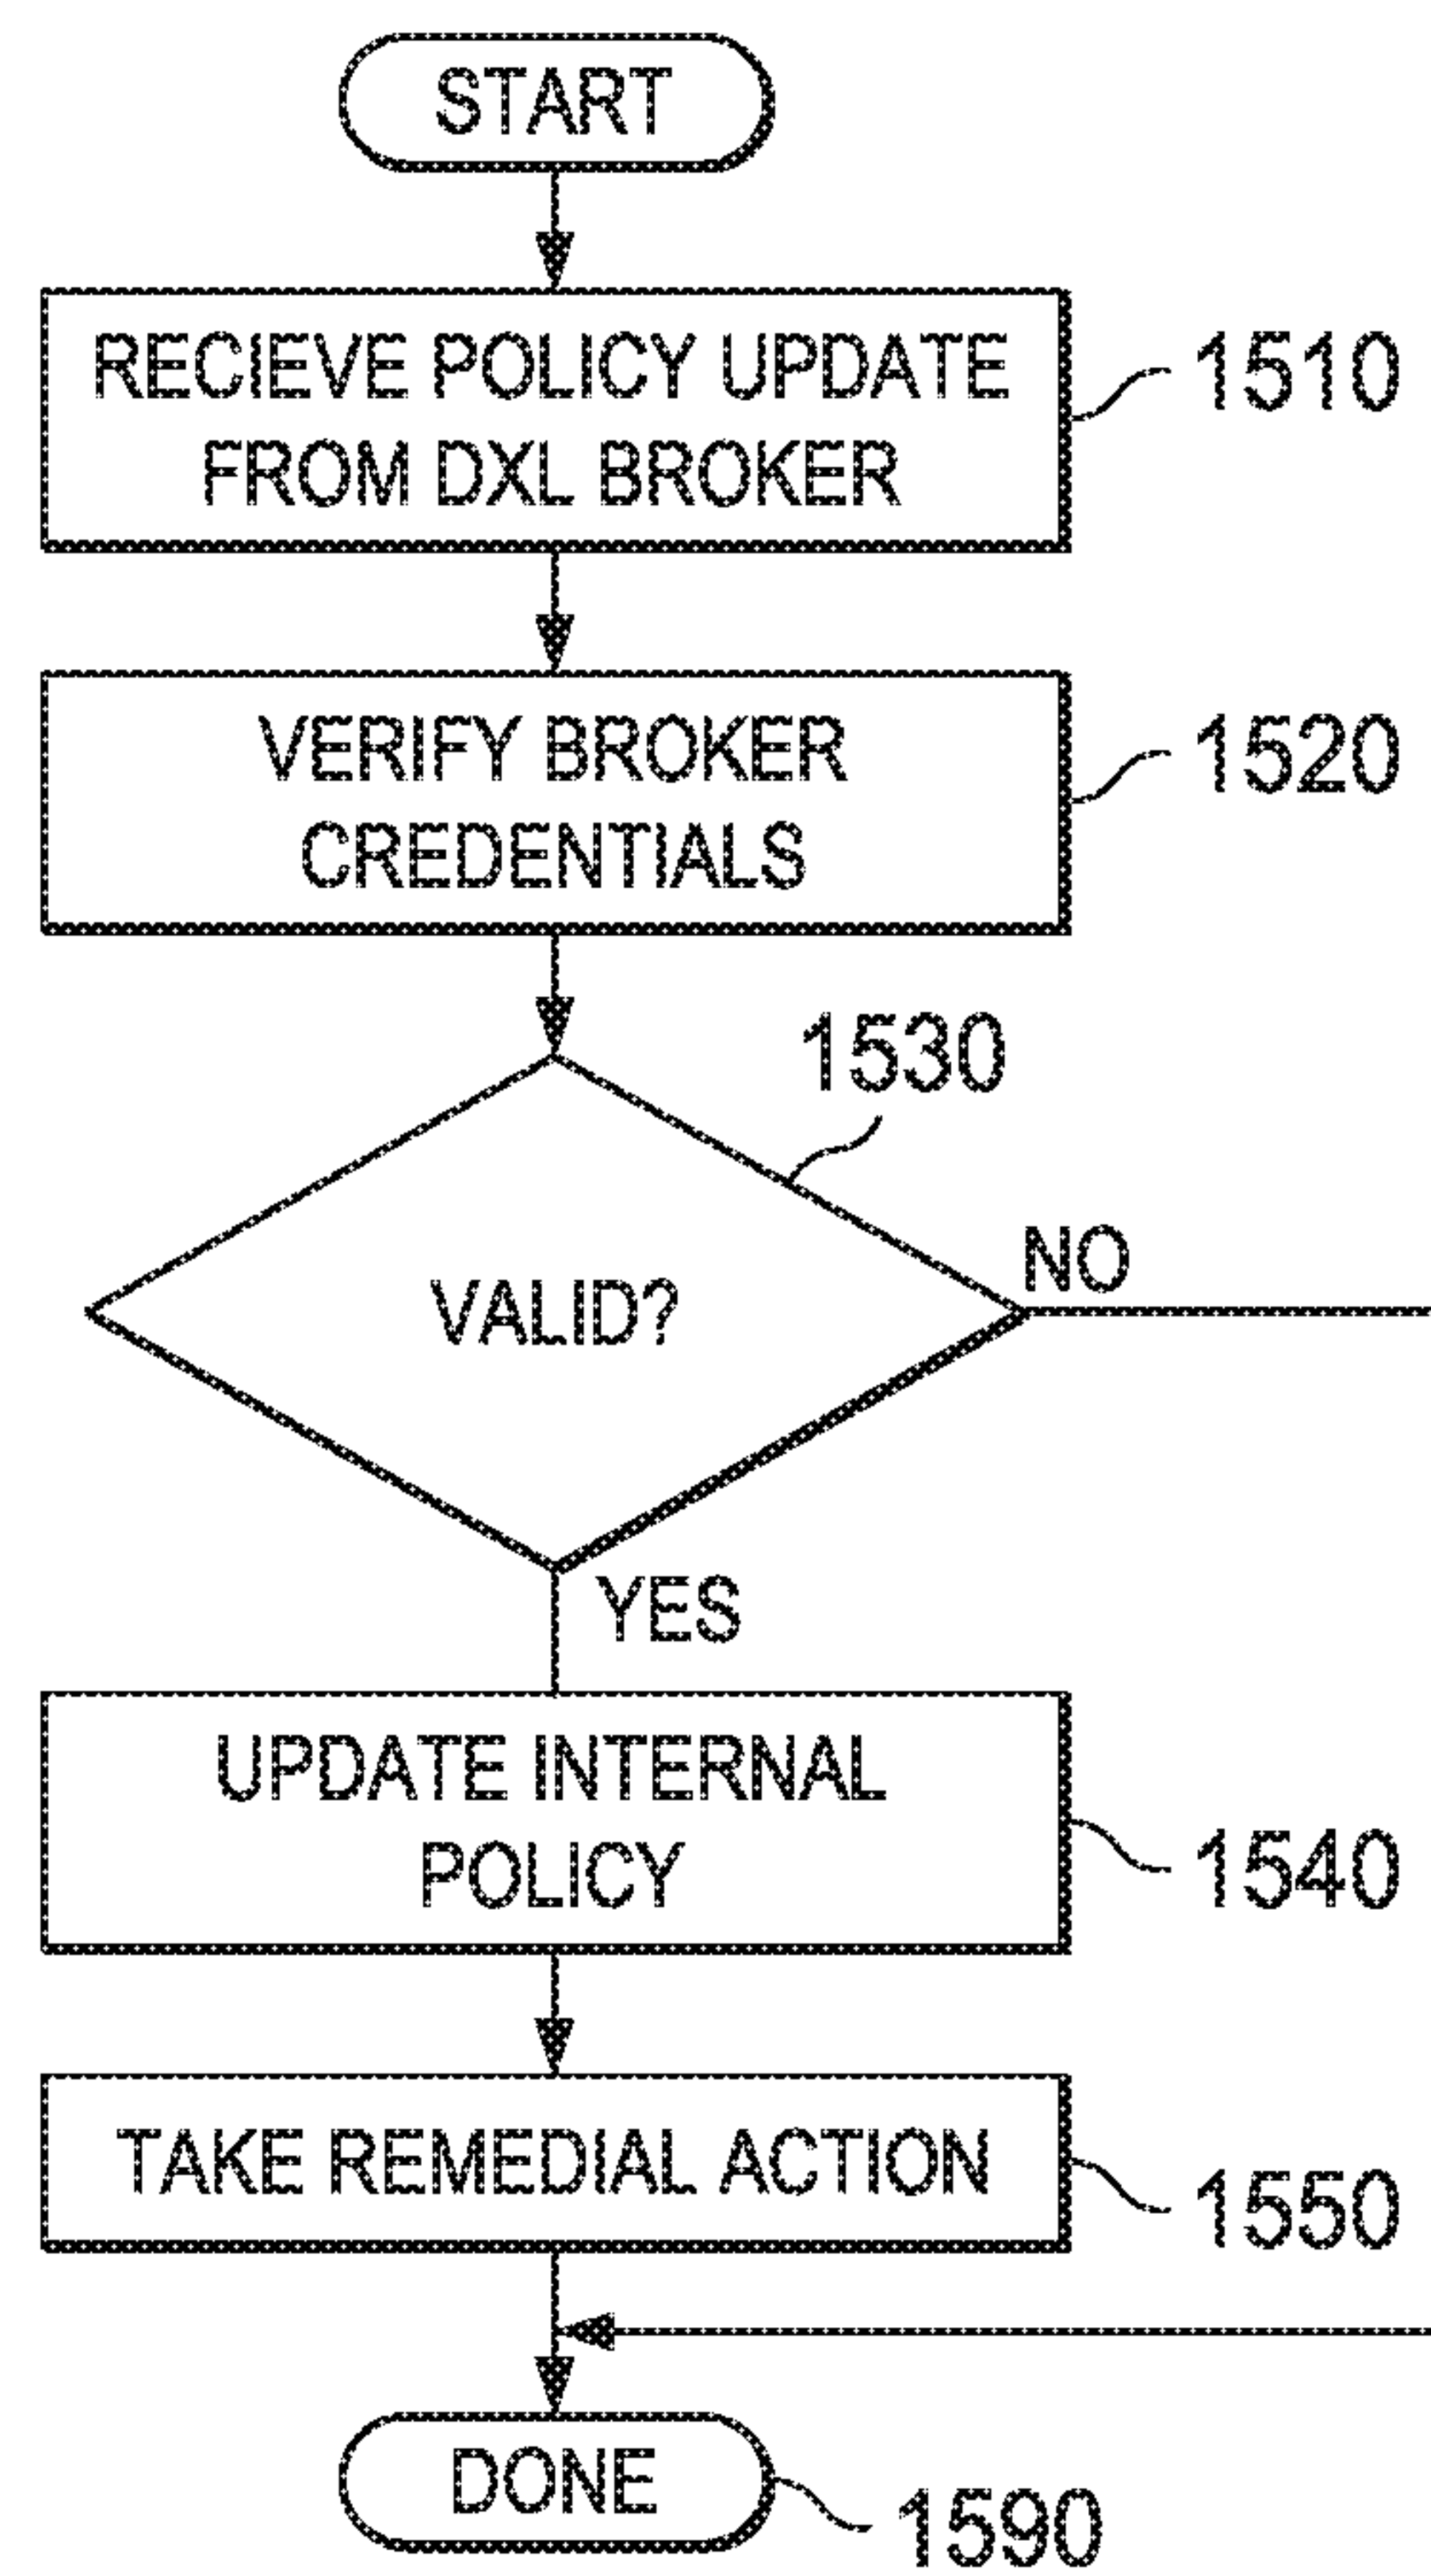 START
RECIEVE POLICY UPDATE
FROM DXL BROKER
1510
VERIFY BROKER
CREDENTIALS
1520
1530
VALID?
NO
YES
UPDATE INTERNAL
POLICY
1540
TAKE REMEDIAL ACTION
1550
DONE
1590